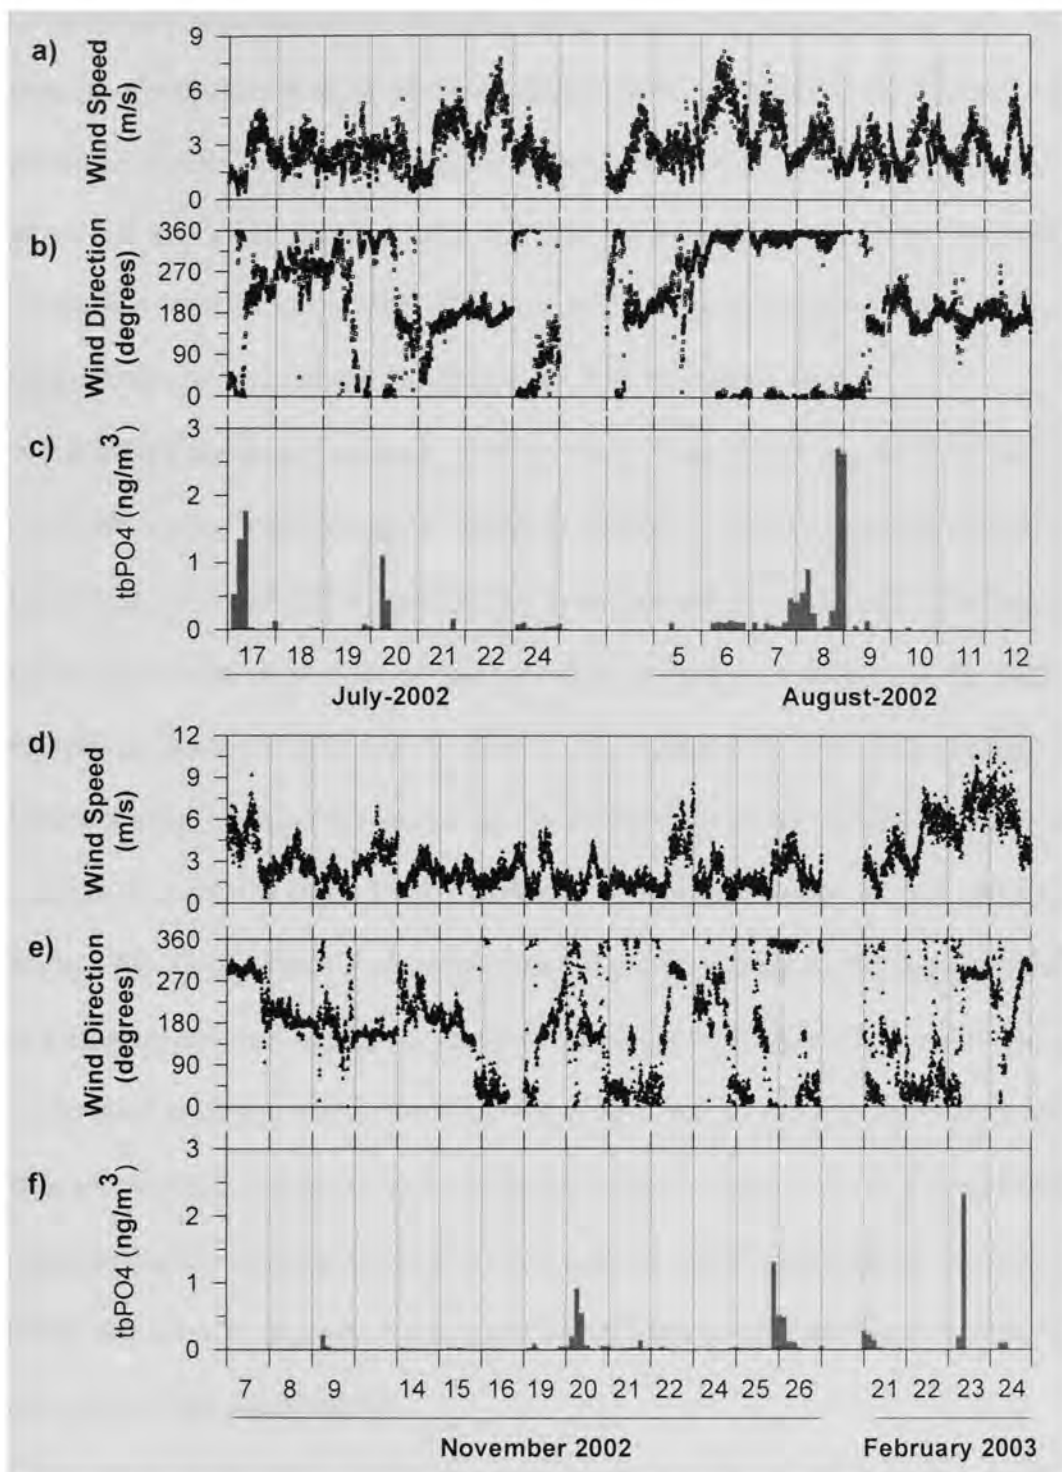 a)
Wind Speed
(m/s)
9
6
3
0
b)
Wind Direction
(degrees)
360
270
180
90
0
c)
tbPO4 (ng/m3)
3
2
1
0
17 18 19 20 21 22 24 5 6 7 8 9 10 11 12
July-2002 August-2002
d)
Wind Speed
(m/s)
12
9
6
3
0
e)
Wind Direction
(degrees)
360
270
180
90
0
f)
tbPO4 (ng/m3)
3
2
1
0
7 8 9 14 15 16 19 20 21 22 24 25 26 21 22 23 24
November 2002 February 2003